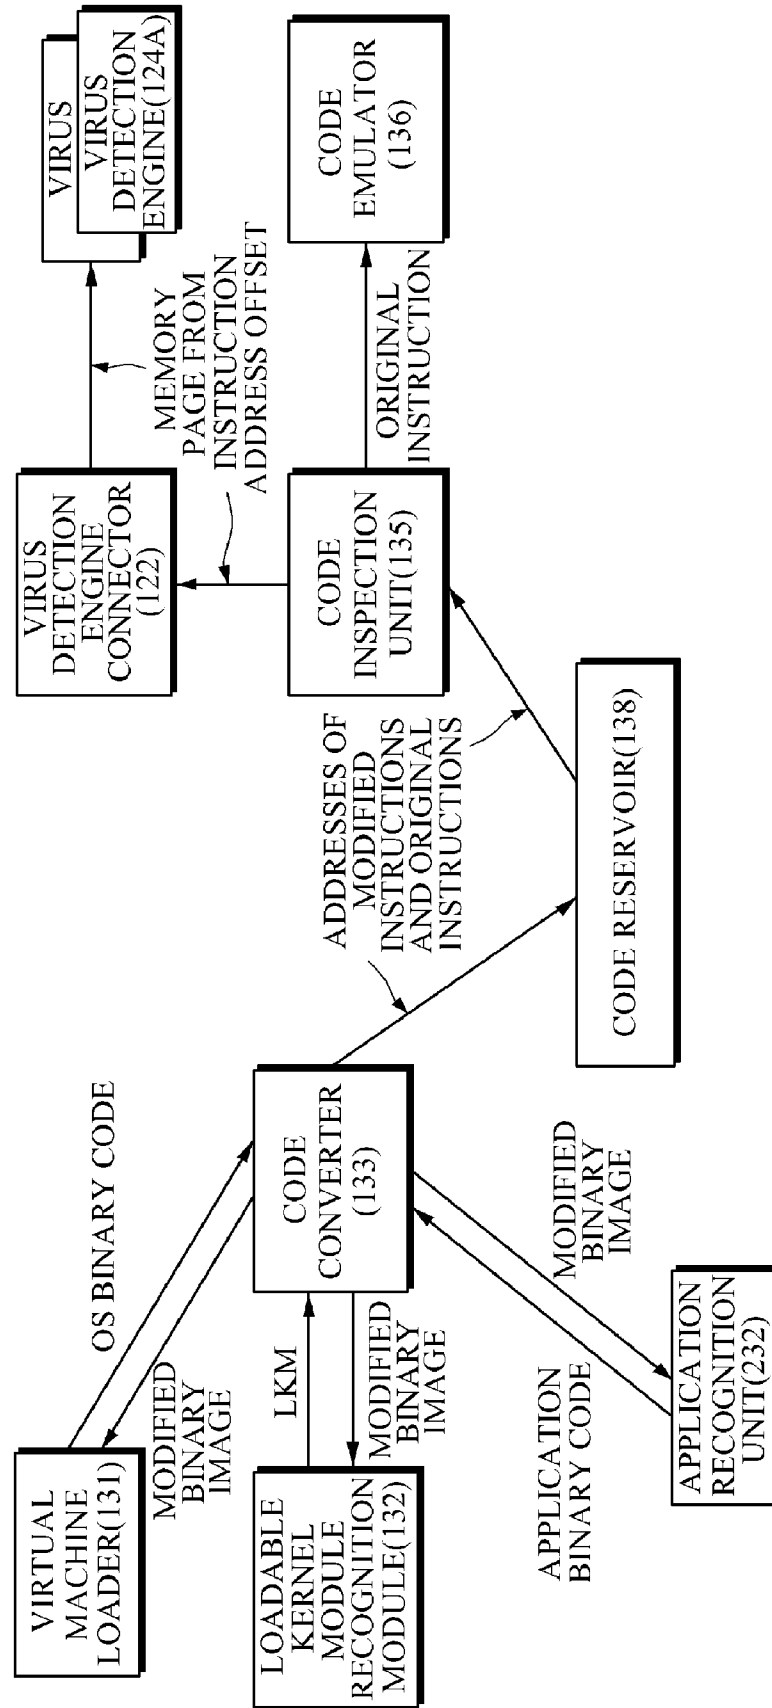 VIRTUAL
MACHINE
LOADER(131)
OS BINARY CODE
MODIFIED
BINARY
IMAGE
LOADABLE
KERNEL
MODULE
RECOGNITION
MODULE(132)
LKM
MODIFIED
BINARY
IMAGE
CODE
CONVERTER
(133)
APPLICATION
BINARY CODE
MODIFIED
BINARY
IMAGE
APPLICATION
RECOGNITION
UNIT(232)
ADDRESSES OF
MODIFIED
INSTRUCTIONS
AND ORIGINAL
INSTRUCTIONS
CODE RESERVOIR(138)
VIRUS
DETECTION
ENGINE
CONNECTOR
(122)
MEMORY
PAGE FROM
INSTRUCTION
ADDRESS OFFSET
CODE
INSPECTION
UNIT(135)
ORIGINAL
INSTRUCTION
VIRUS
VIRUS
DETECTION
ENGINE(124A)
CODE
EMULATOR
(136)